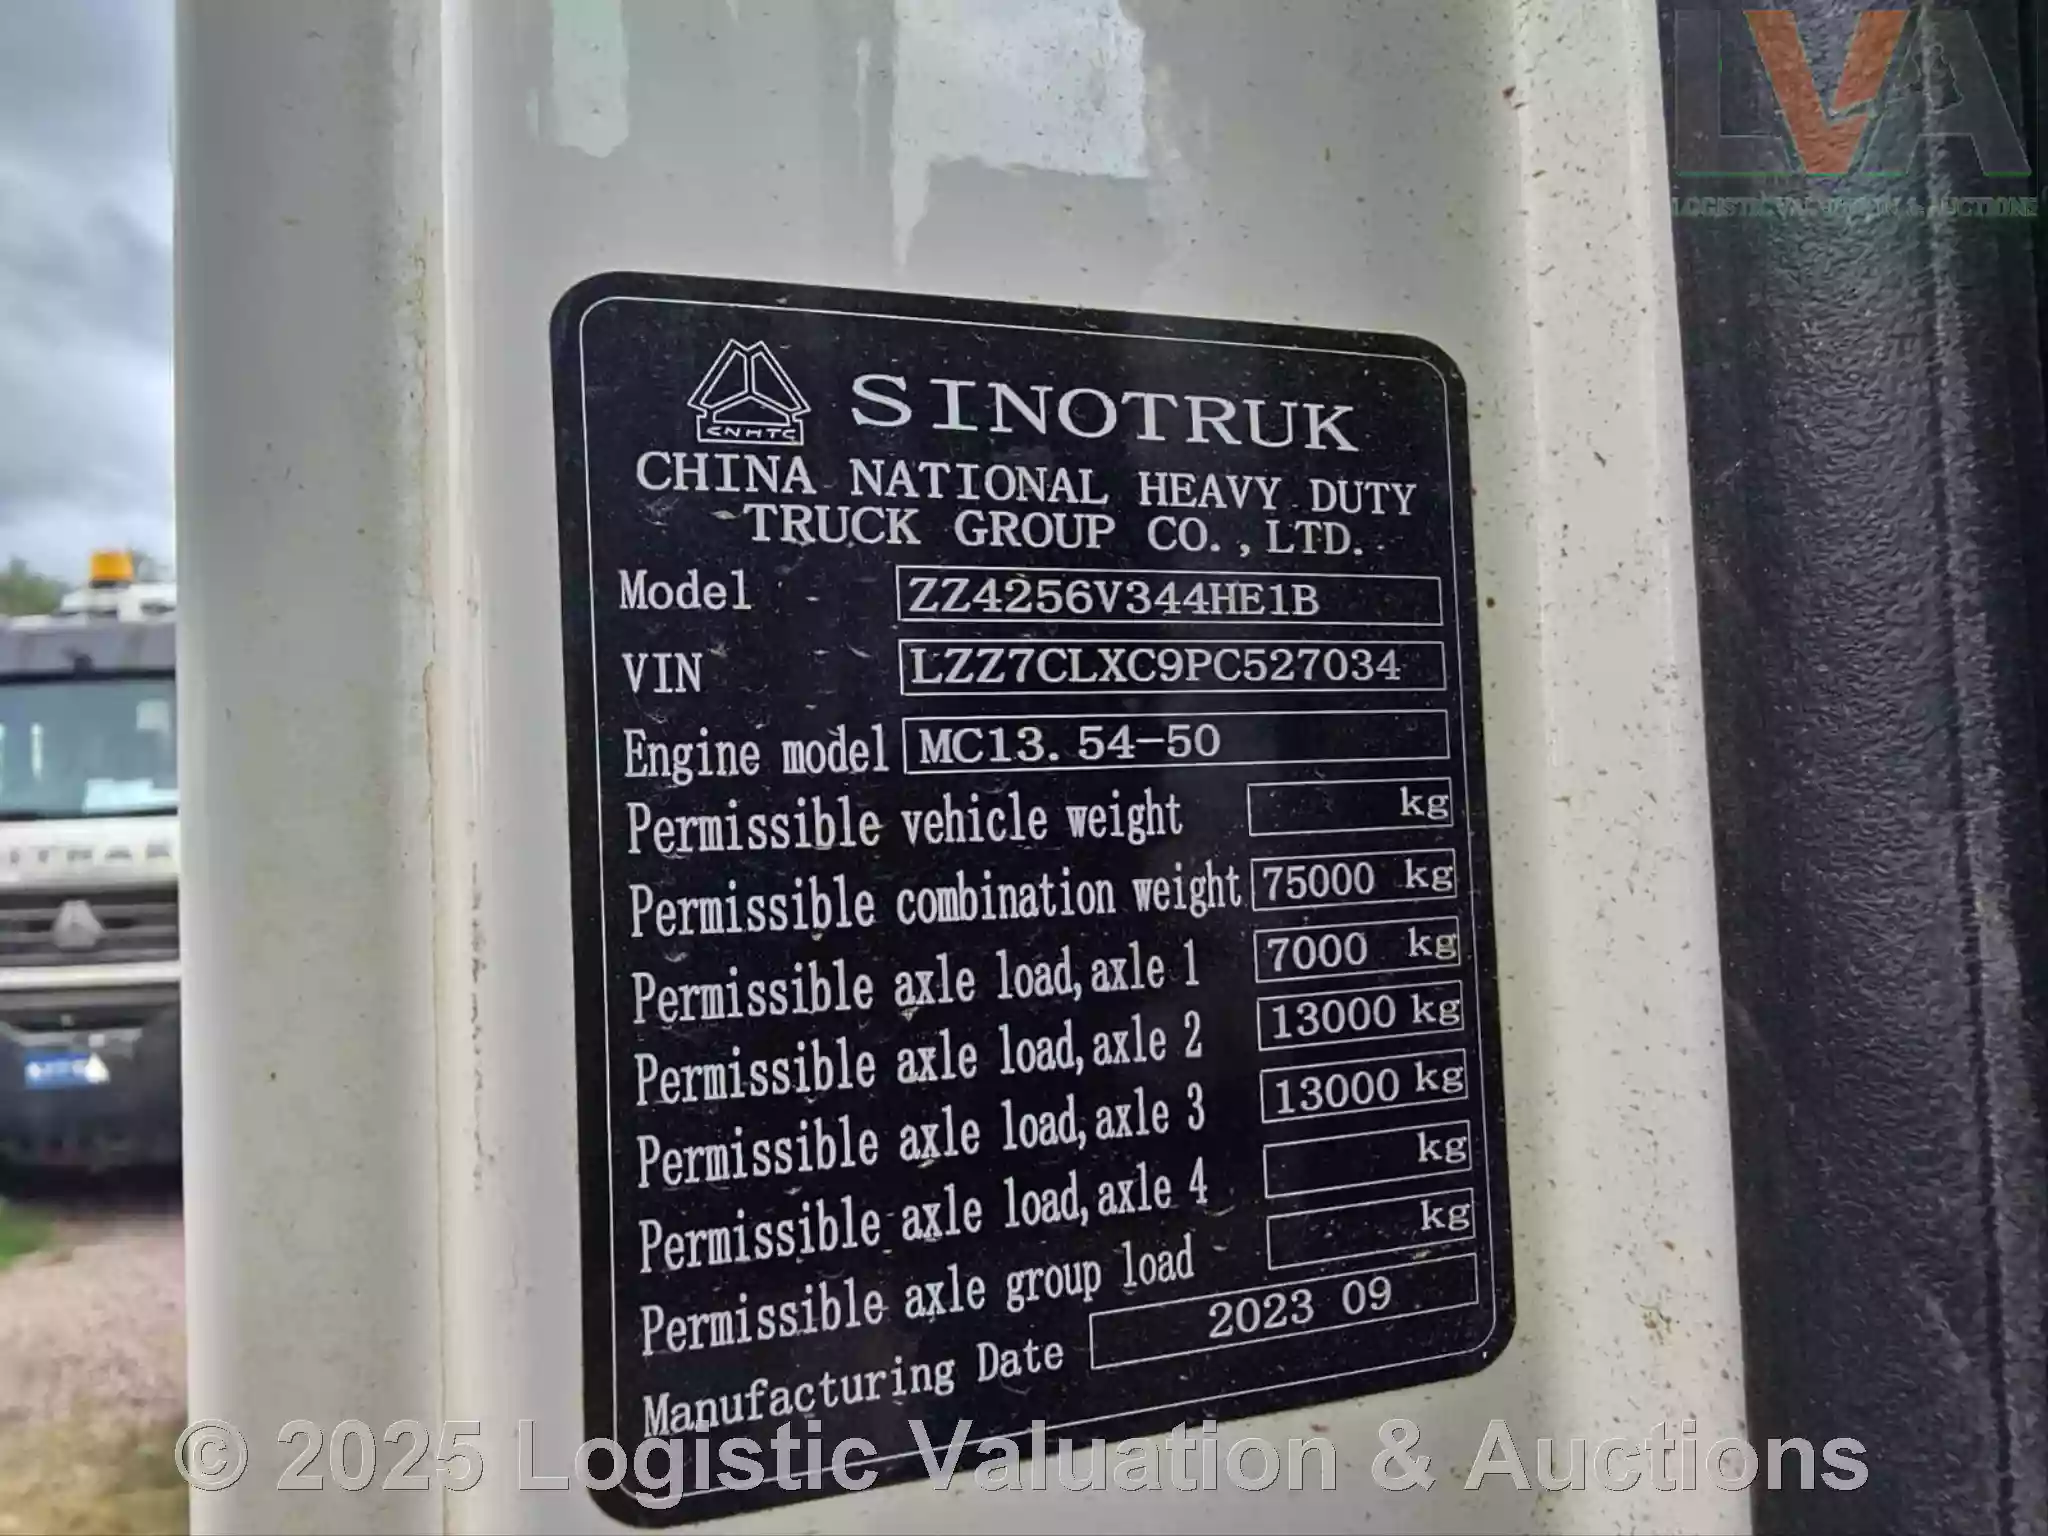 LVA
LOGISTIC VALUATION & AUCTIONS
CNHTC
SINOTRUK
CHINA NATIONAL HEAVY DUTY
TRUCK GROUP CO.,LTD.
Model ZZ4256V344HE1B
VIN LZZ7CLXC9PC527034
Engine model MC13.54-50
Permissible vehicle weight kg
Permissible combination weight 75000 kg
Permissible axle load,axle 1 7000 kg
Permissible axle load,axle 2 13000 kg
Permissible axle load,axle 3 13000 kg
Permissible axle load,axle 4 kg
Permissible axle group load kg
Manufacturing Date 2023 09
© 2025 Logistic Valuation & Auctions